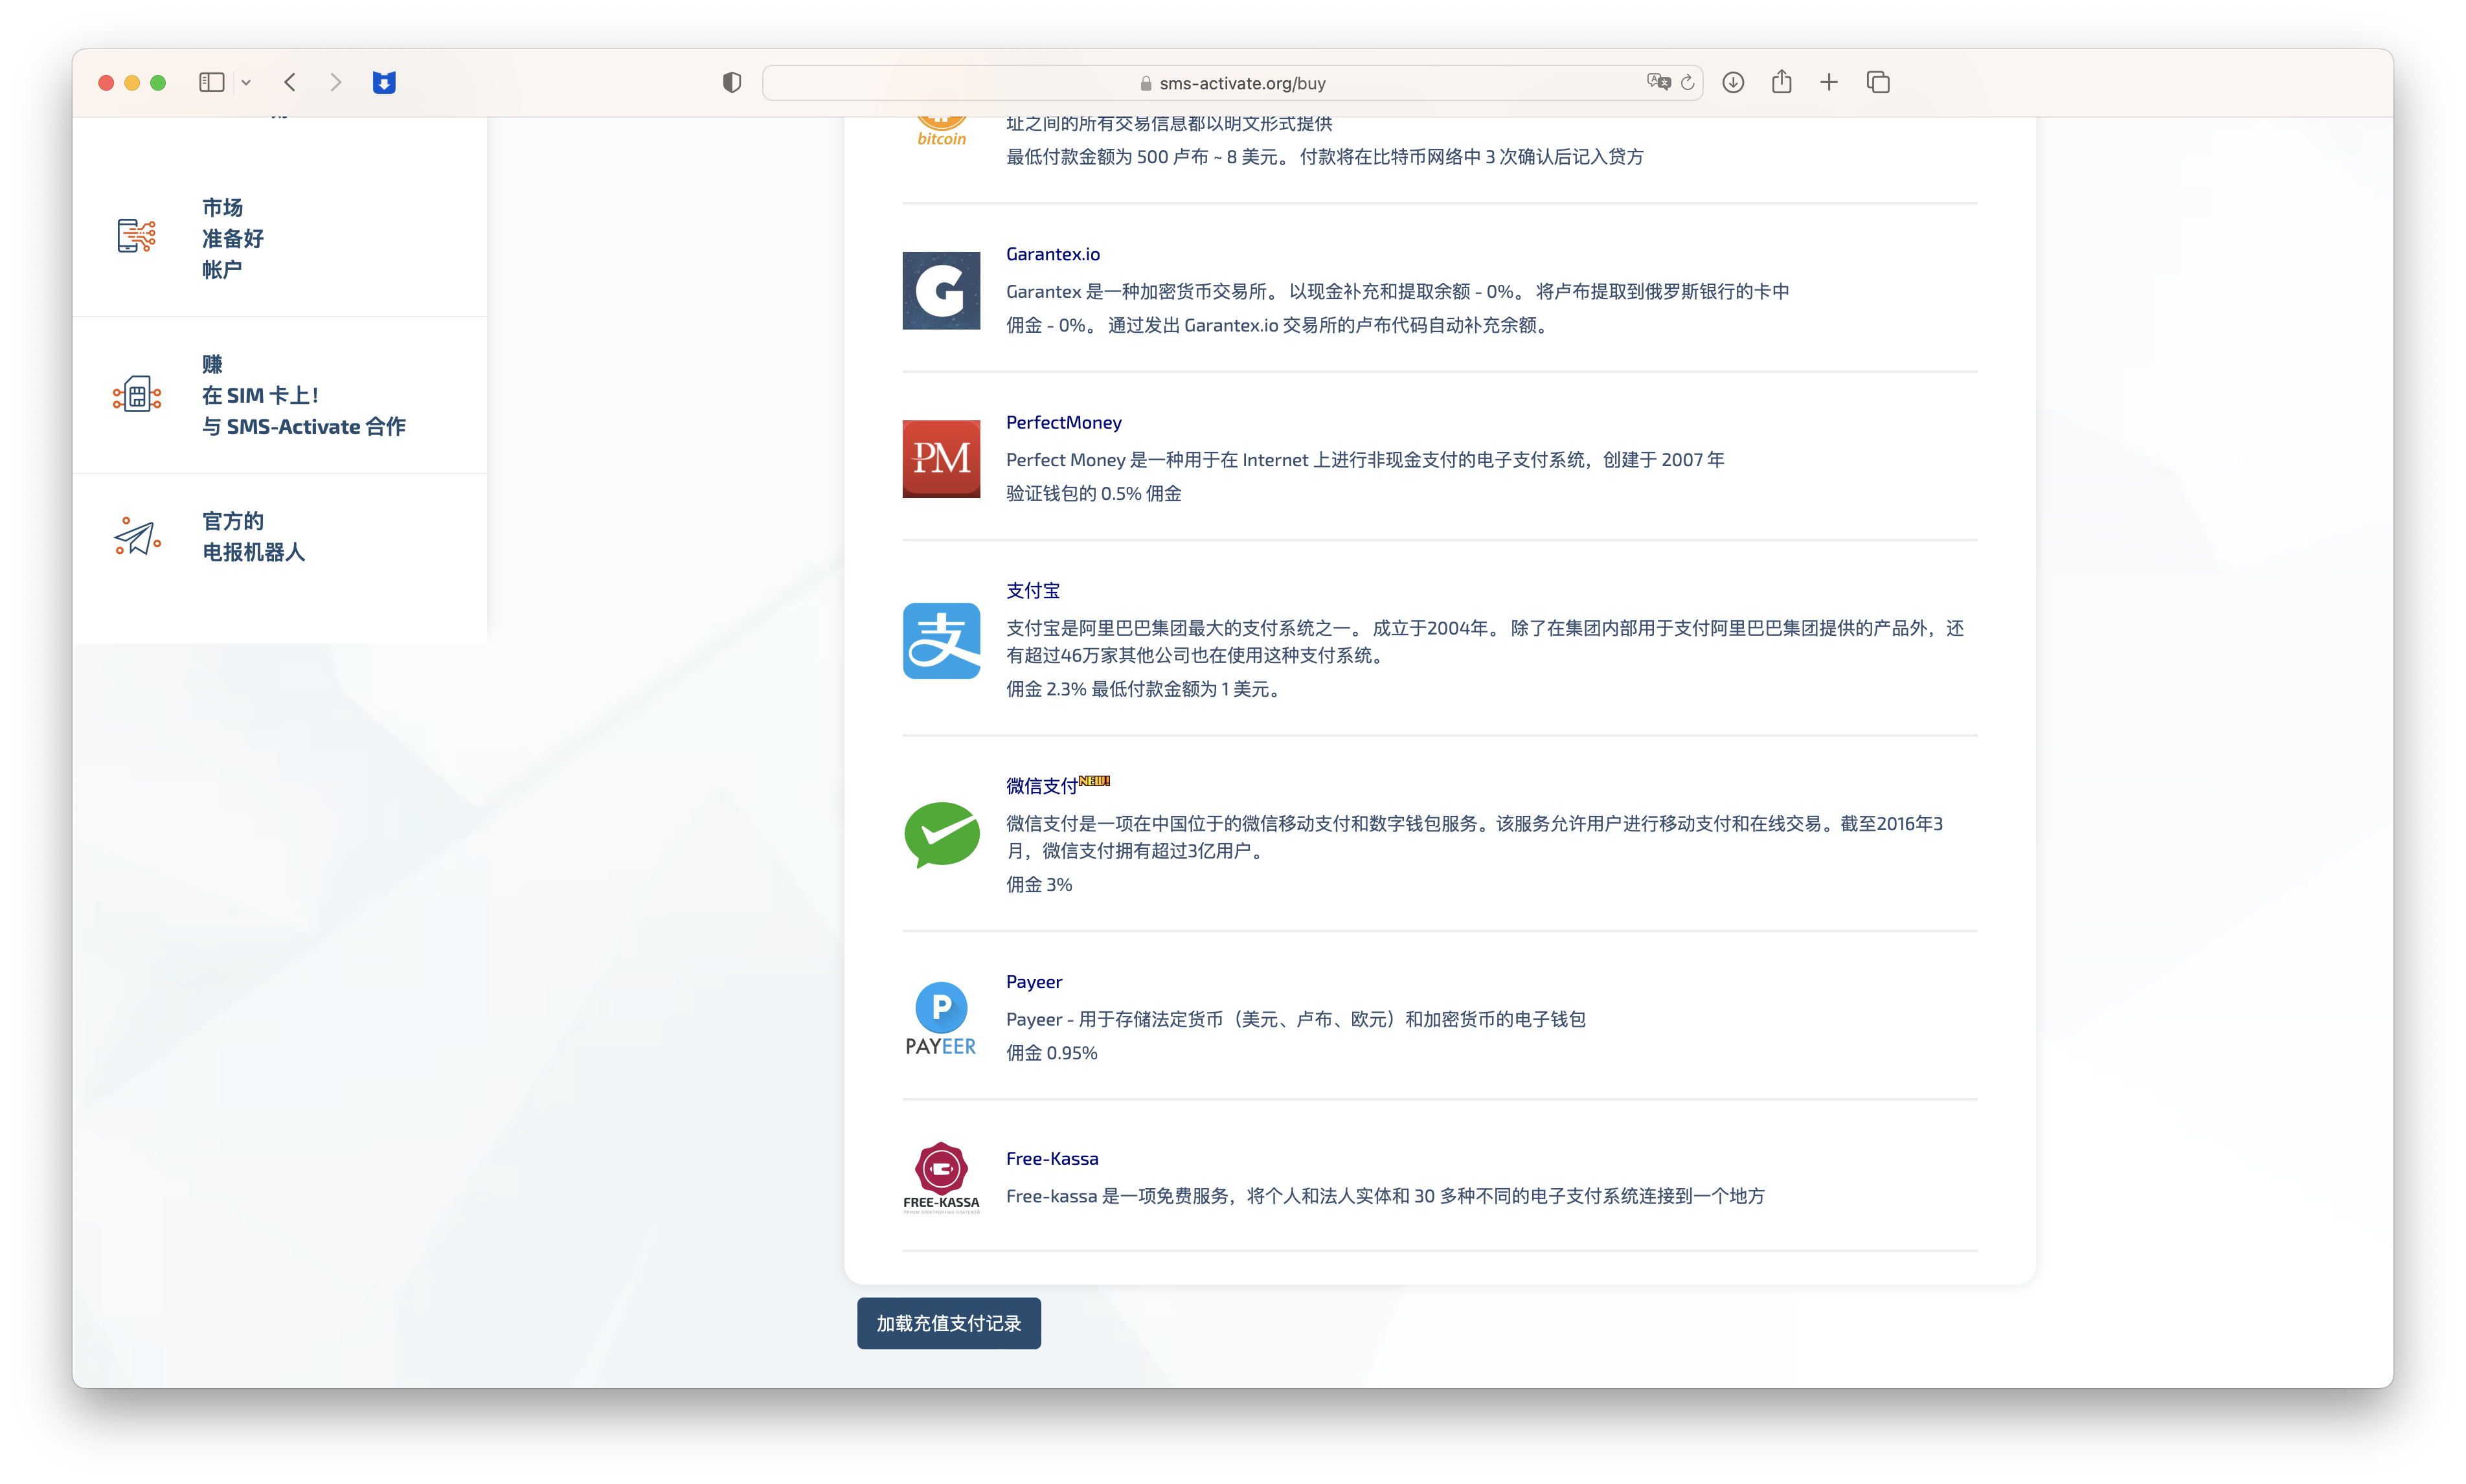 sms-activate.org/buy
市场
准备好
帐户
赚
在 SIM 卡上！
与 SMS-Activate 合作
官方的
电报机器人
bitcoin
址之间的所有交易信息都以明文形式提供
最低付款金额为 500 卢布 ~ 8 美元。 付款将在比特币网络中 3 次确认后记入贷方
Garantex.io
Garantex 是一种加密货币交易所。 以现金补充和提取余额 - 0%。 将卢布提取到俄罗斯银行的卡中
佣金 - 0%。 通过发出 Garantex.io 交易所的卢布代码自动补充余额。
PM
PerfectMoney
Perfect Money 是一种用于在 Internet 上进行非现金支付的电子支付系统，创建于 2007 年
验证钱包的 0.5% 佣金
支
支付宝
支付宝是阿里巴巴集团最大的支付系统之一。 成立于2004年。 除了在集团内部用于支付阿里巴巴集团提供的产品外，还
有超过46万家其他公司也在使用这种支付系统。
佣金 2.3% 最低付款金额为 1 美元。
微信支付NEW!
微信支付是一项在中国位于的微信移动支付和数字钱包服务。该服务允许用户进行移动支付和在线交易。截至2016年3
月，微信支付拥有超过3亿用户。
佣金 3%
P
PAYEER
Payeer
Payeer - 用于存储法定货币（美元、卢布、欧元）和加密货币的电子钱包
佣金 0.95%
FREE-KASSA
Free-Kassa
Free-kassa 是一项免费服务，将个人和法人实体和 30 多种不同的电子支付系统连接到一个地方
加载充值支付记录